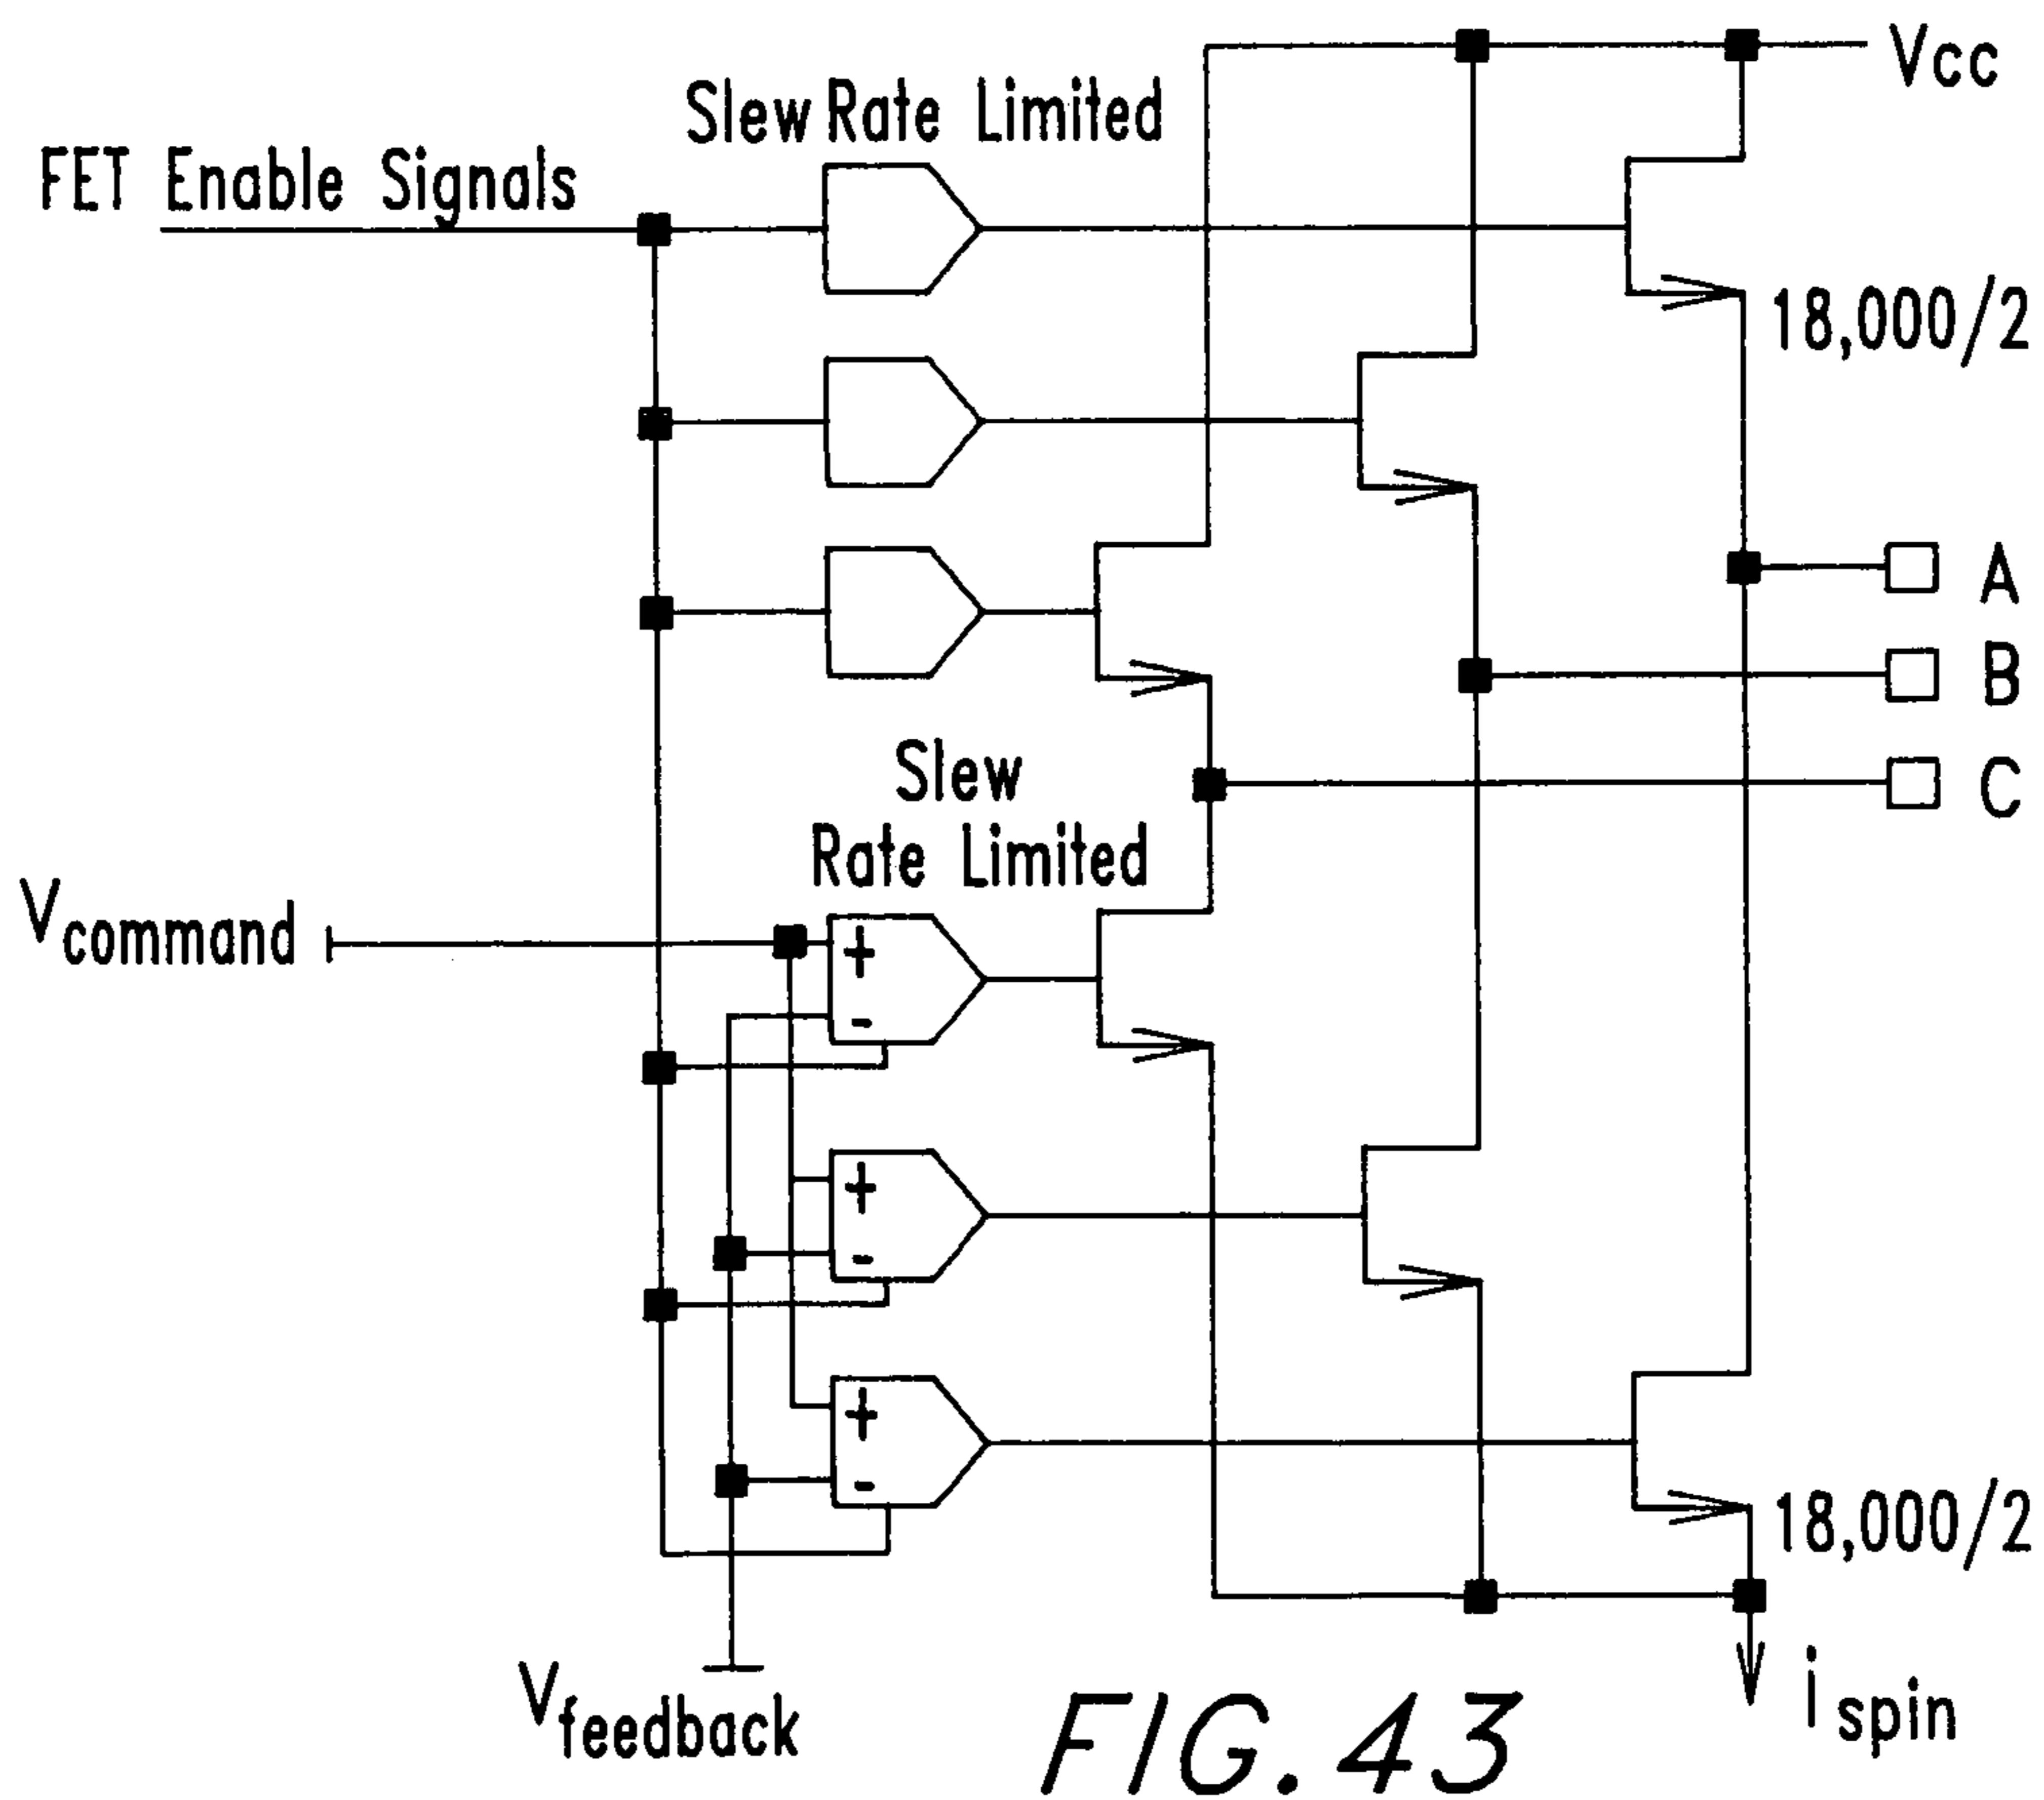 Vcc
Slew Rate Limited
FET Enable Signals
18,000/2
A
B
C
Slew
Rate Limited
Vcommand
+
-
+
-
+
-
18,000/2
Vfeedback
ispin
FIG. 43